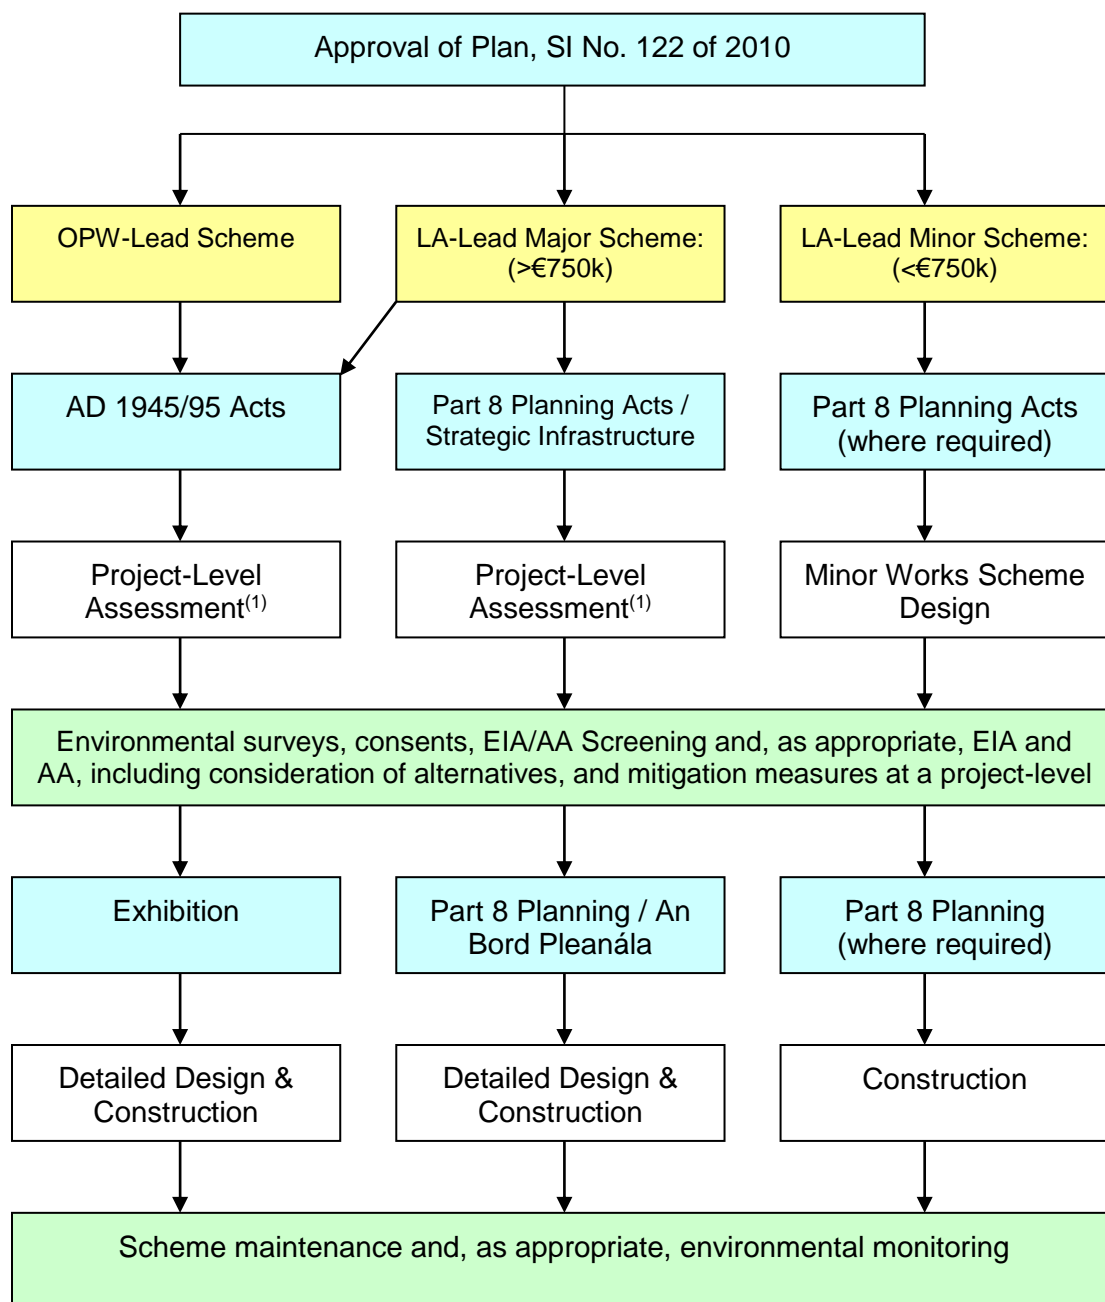 Approval of Plan, SI No. 122 of 2010
OPW-Lead Scheme
LA-Lead Major Scheme:
(>€750k)
LA-Lead Minor Scheme:
(<€750k)
AD 1945/95 Acts
Part 8 Planning Acts /
Strategic Infrastructure
Part 8 Planning Acts
(where required)
Project-Level
Assessment(1)
Project-Level
Assessment(1)
Minor Works Scheme
Design
Environmental surveys, consents, EIA/AA Screening and, as appropriate, EIA and
AA, including consideration of alternatives, and mitigation measures at a project-level
Exhibition
Part 8 Planning / An
Bord Pleanála
Part 8 Planning
(where required)
Detailed Design &
Construction
Detailed Design &
Construction
Construction
Scheme maintenance and, as appropriate, environmental monitoring